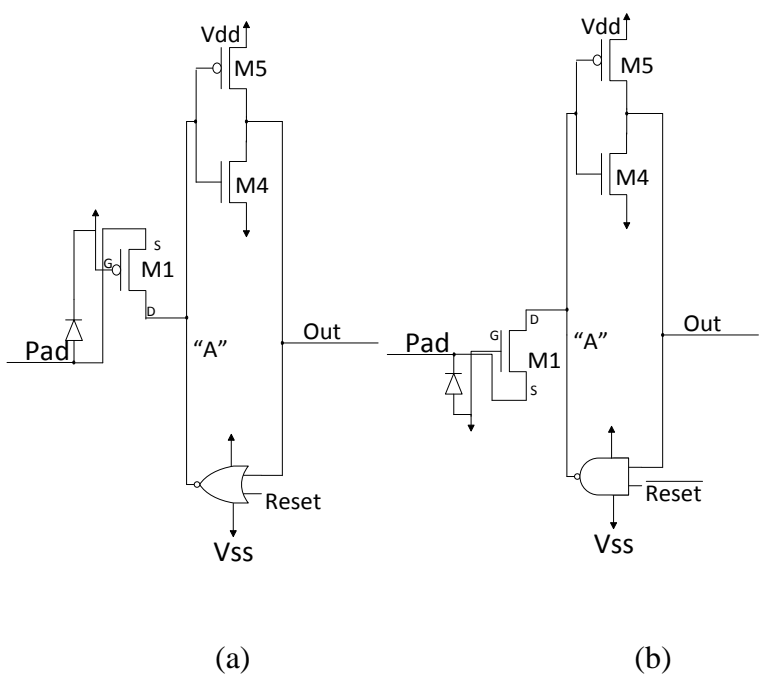 Vdd
M5
M4
S
G
M1
D
Pad
“A”
Out
Reset
Vss
(a)
Vdd
M5
M4
D
G
Pad
M1
S
“A”
Out
Reset
Vss
(b)